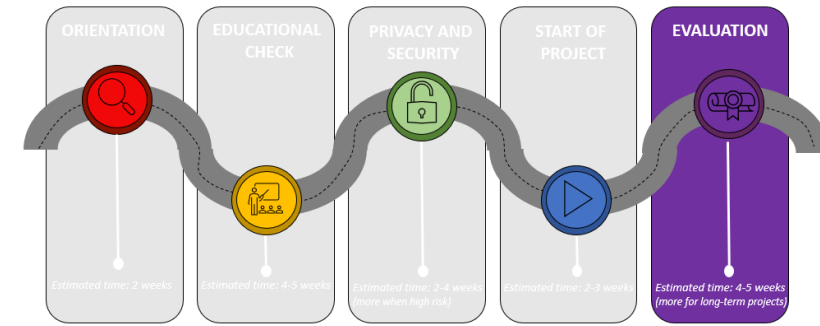 ORIENTATION
Estimated time: 2 weeks
EDUCATIONAL
CHECK
Estimated time: 4-5 weeks
PRIVACY AND
SECURITY
Estimated time: 2-4 weeks
(more when high risk)
START OF
PROJECT
Estimated time: 2-3 weeks
EVALUATION
Estimated time: 4-5 weeks
(more for long-term projects)